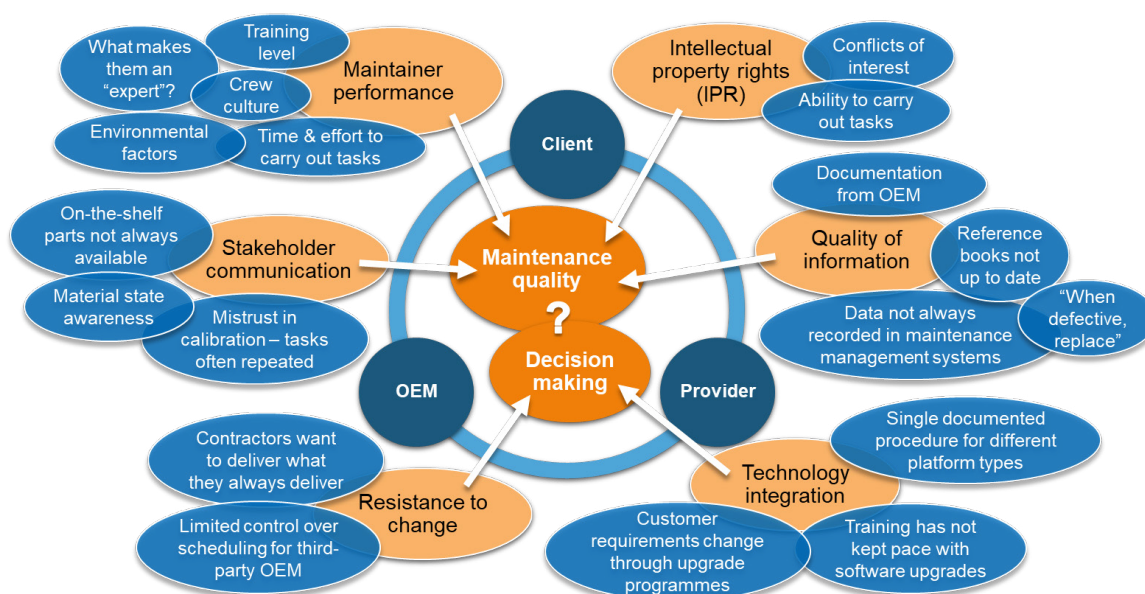 What makes
them an
“expert”?
Training
level
Crew
culture
Environmental
factors
Time & effort to
carry out tasks
Maintainer
performance
Intellectual
property rights
(IPR)
Conflicts of
interest
Ability to carry
out tasks
Client
Documentation
from OEM
On-the-shelf
parts not always
available
Stakeholder
communication
Material state
awareness
Mistrust in
calibration – tasks
often repeated
Maintenance
quality
?
Decision
making
Quality of
information
Reference
books not
up to date
“When
defective,
replace”
Data not always
recorded in maintenance
management systems
OEM
Provider
Contractors want
to deliver what
they always deliver
Resistance to
change
Limited control over
scheduling for third-
party OEM
Single documented
procedure for different
platform types
Technology
integration
Customer
requirements change
through upgrade
programmes
Training has not
kept pace with
software upgrades